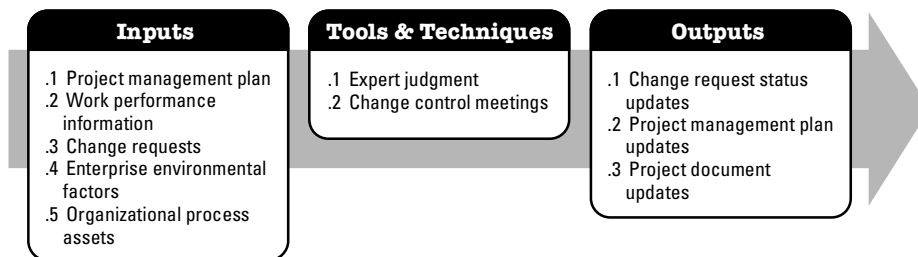 Inputs
.1 Project management plan
.2 Work performance
information
.3 Change requests
.4 Enterprise environmental
factors
.5 Organizational process
assets
Tools & Techniques
.1 Expert judgment
.2 Change control meetings
Outputs
.1 Change request status
updates
.2 Project management plan
updates
.3 Project document
updates